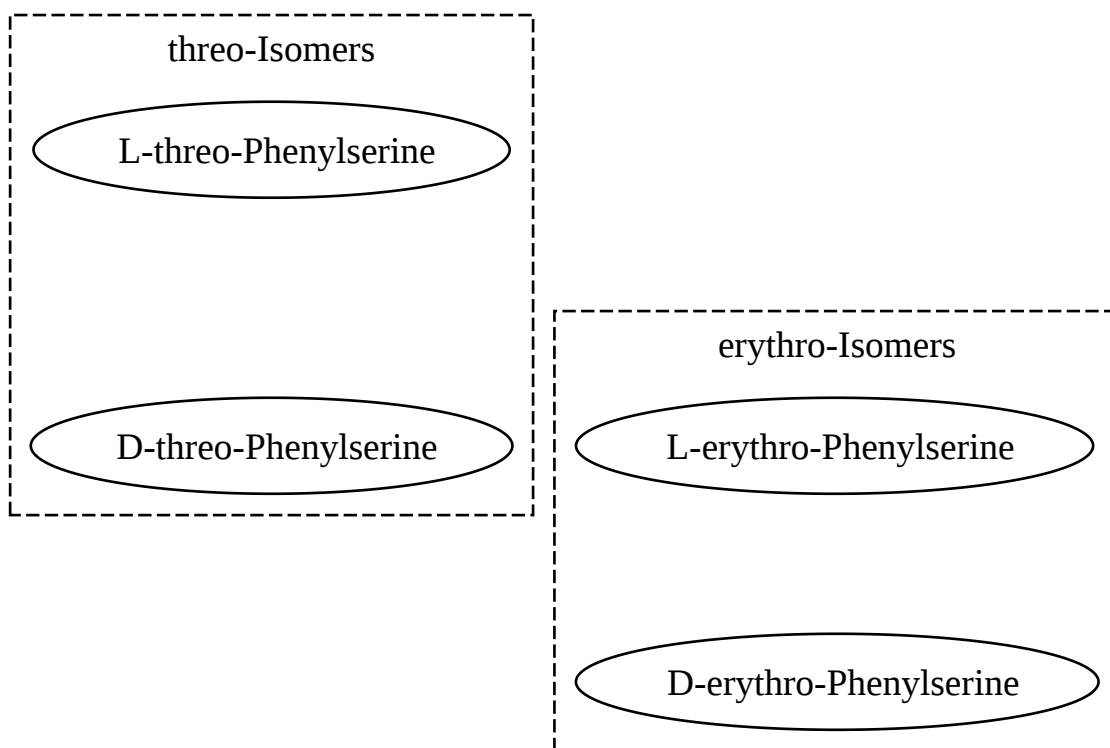 threo-Isomers
L-threo-Phenylserine
D-threo-Phenylserine
erythro-Isomers
L-erythro-Phenylserine
D-erythro-Phenylserine